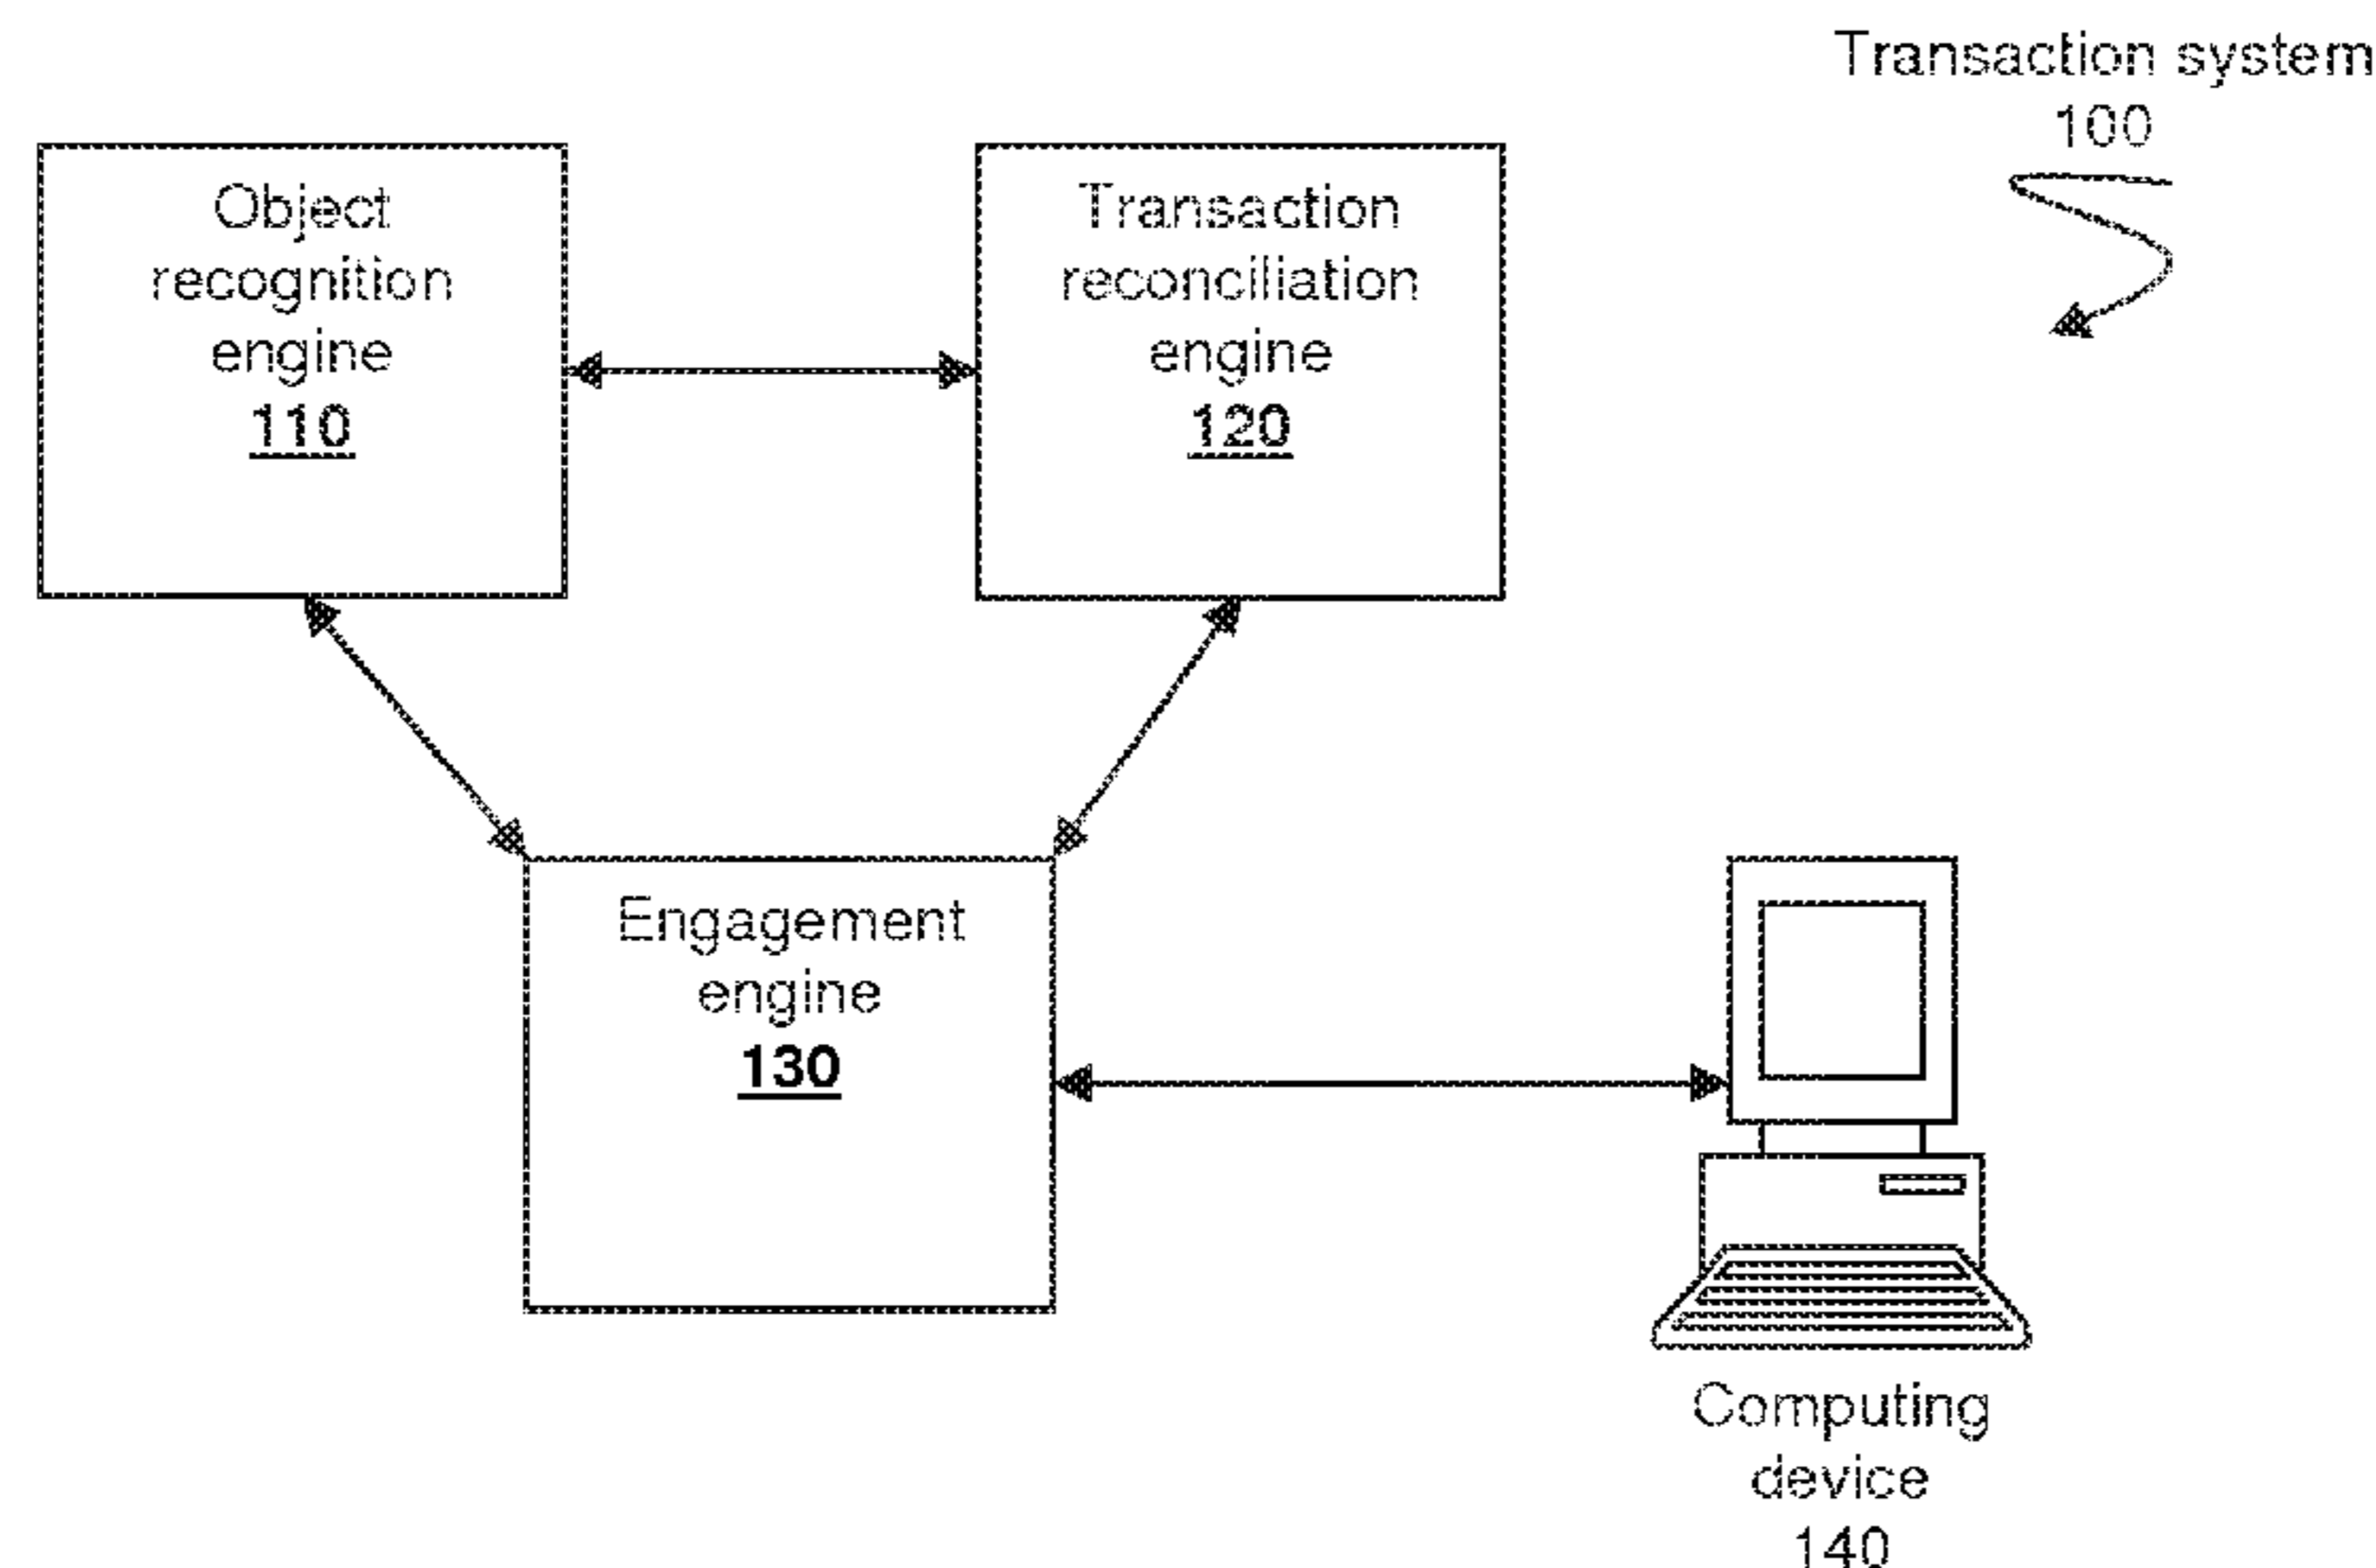 Transaction system
100
Object
recognition
engine
110
Transaction
reconciliation
engine
120
Engagement
engine
130
Computing
device
140